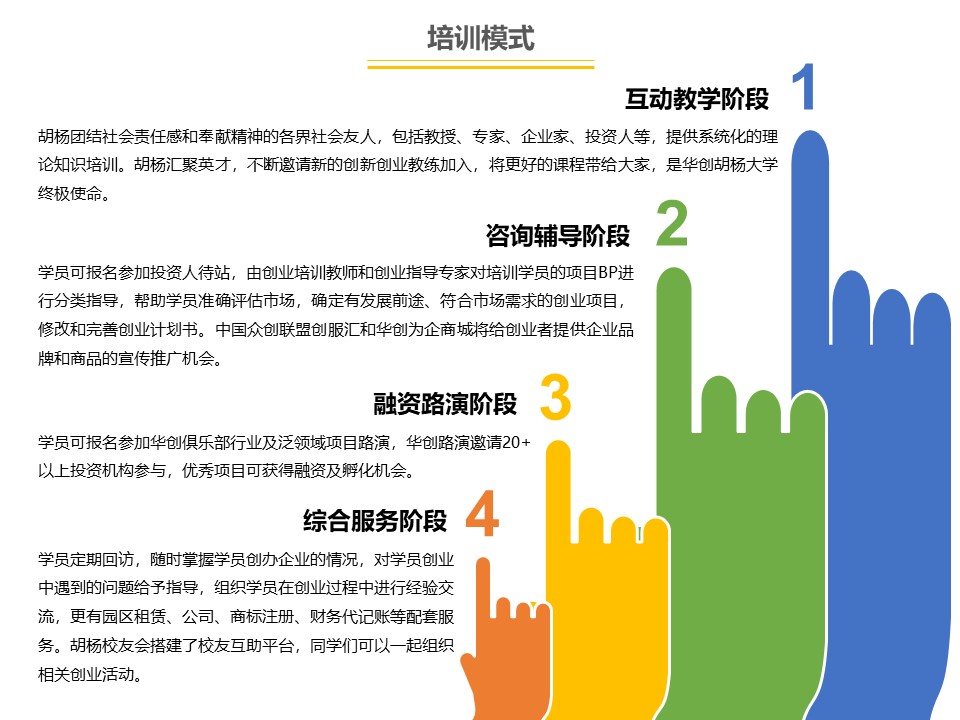 培训模式
1
互动教学阶段
胡杨团结社会责任感和奉献精神的各界社会友人，包括教授、专家、企业家、投资人等，提供系统化的理
论知识培训。胡杨汇聚英才，不断邀请新的创新创业教练加入，将更好的课程带给大家，是华创胡杨大学
终极使命。
2
咨询辅导阶段
学员可报名参加投资人待站，由创业培训教师和创业指导专家对培训学员的项目BP进
行分类指导，帮助学员准确评估市场，确定有发展前途、符合市场需求的创业项目，
修改和完善创业计划书。中国众创联盟创服汇和华创为企商城将给创业者提供企业品
牌和商品的宣传推广机会。
3
融资路演阶段
学员可报名参加华创俱乐部行业及泛领域项目路演，华创路演邀请20+
以上投资机构参与，优秀项目可获得融资及孵化机会。
4
综合服务阶段
学员定期回访，随时掌握学员创办企业的情况，对学员创业
中遇到的问题给予指导，组织学员在创业过程中进行经验交
流，更有园区租赁、公司、商标注册、财务代记账等配套服
务。胡杨校友会搭建了校友互助平台，同学们可以一起组织
相关创业活动。